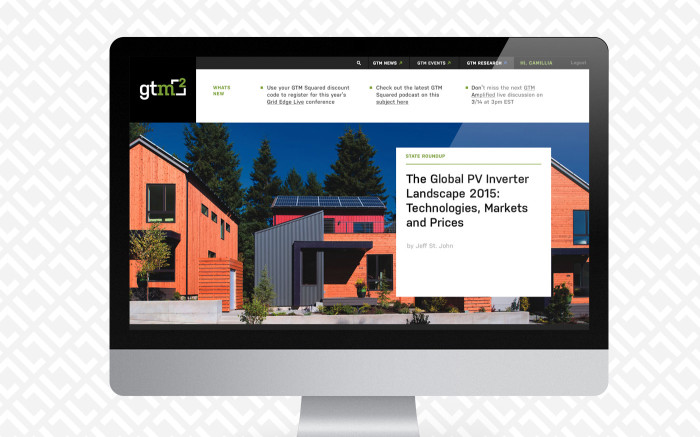 GTM NEWS
GTM EVENTS
GTM RESEARCH
HI, CAMILLIA
Logout
gtm2
WHATS
NEW
Use your GTM Squared discount
code to register for this year's
Grid Edge Live conference
Check out the latest GTM
Squared podcast on this
subject here
Don't miss the next GTM
Amplified live discussion on
3/14 at 3pm EST
STATE ROUNDUP
The Global PV Inverter
Landscape 2015:
Technologies, Markets
and Prices
by Jeff St. John